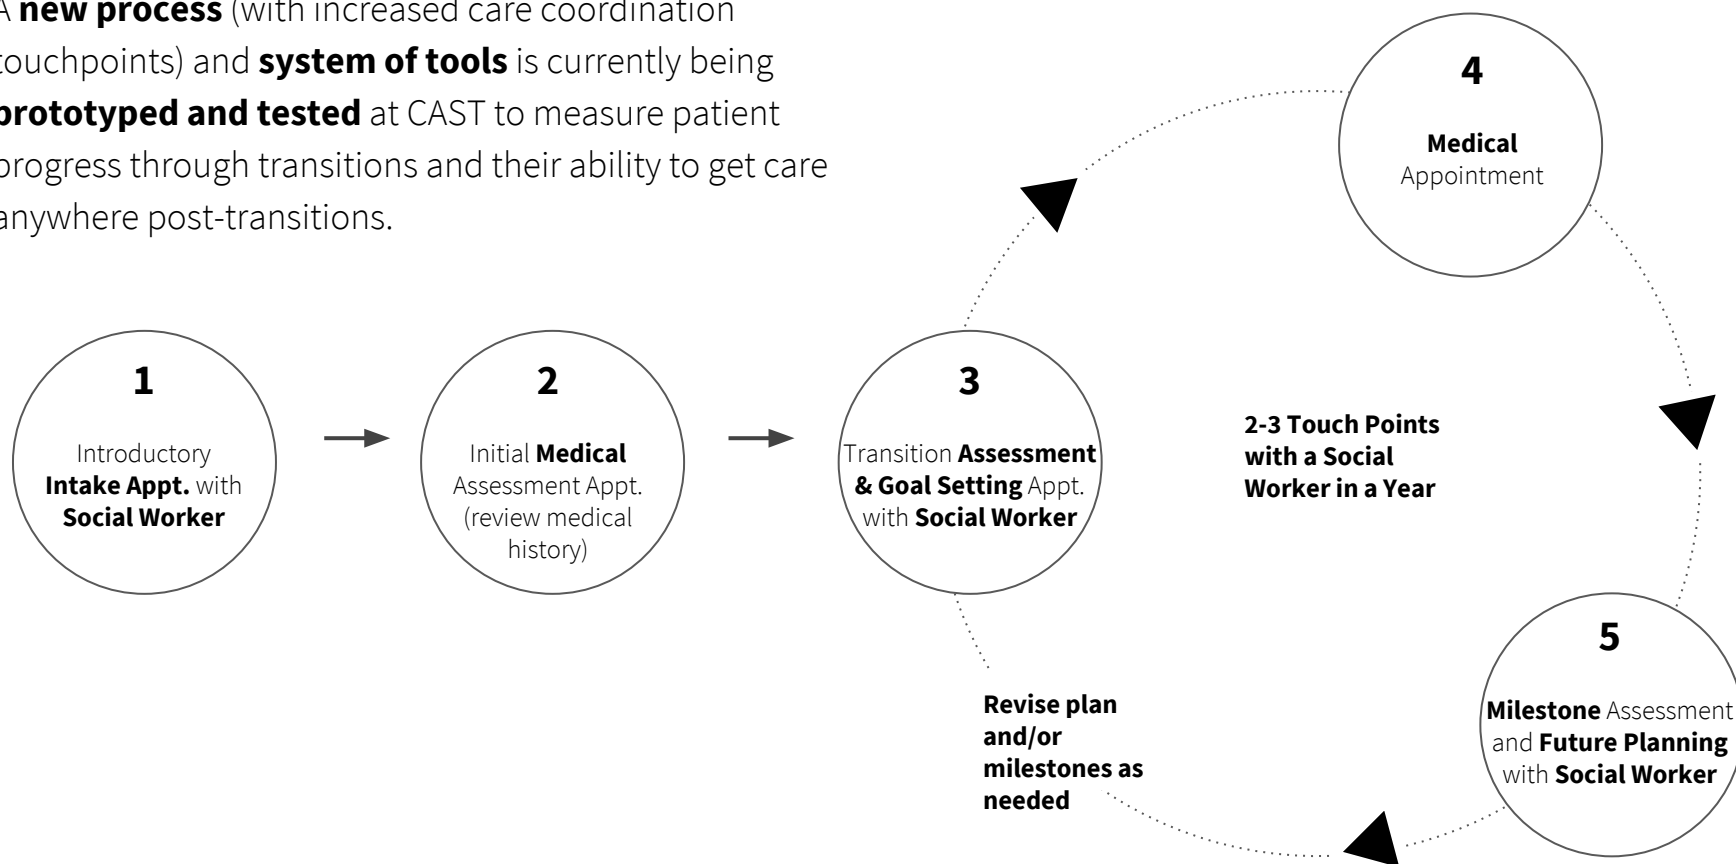 A new process (with increased care coordination
touchpoints) and system of tools is currently being
prototyped and tested at CAST to measure patient
progress through transitions and their ability to get care
anywhere post-transitions.
1
Introductory
Intake Appt. with
Social Worker
2
Initial Medical
Assessment Appt.
(review medical
history)
3
Transition Assessment
& Goal Setting Appt.
with Social Worker
4
Medical
Appointment
2-3 Touch Points
with a Social
Worker in a Year
5
Milestone Assessment
and Future Planning
with Social Worker
Revise plan
and/or
milestones as
needed